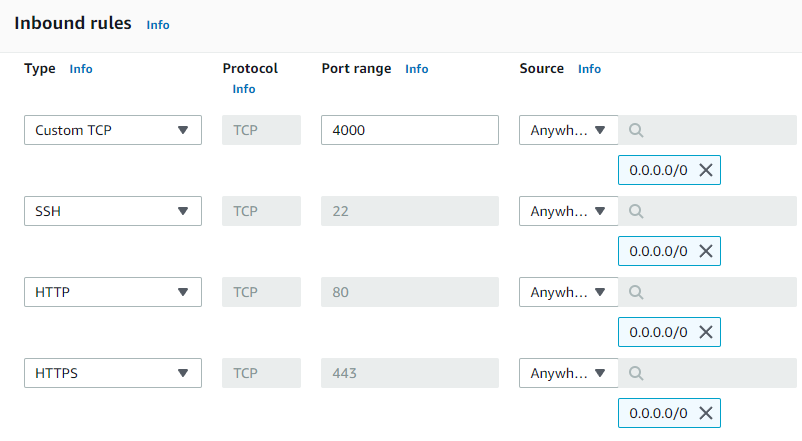 Inbound rules Info
Type Info Protocol Info Port range Info Source Info
Custom TCP TCP 4000 Anywh...
0.0.0.0/0
SSH TCP 22 Anywh...
0.0.0.0/0
HTTP TCP 80 Anywh...
0.0.0.0/0
HTTPS TCP 443 Anywh...
0.0.0.0/0